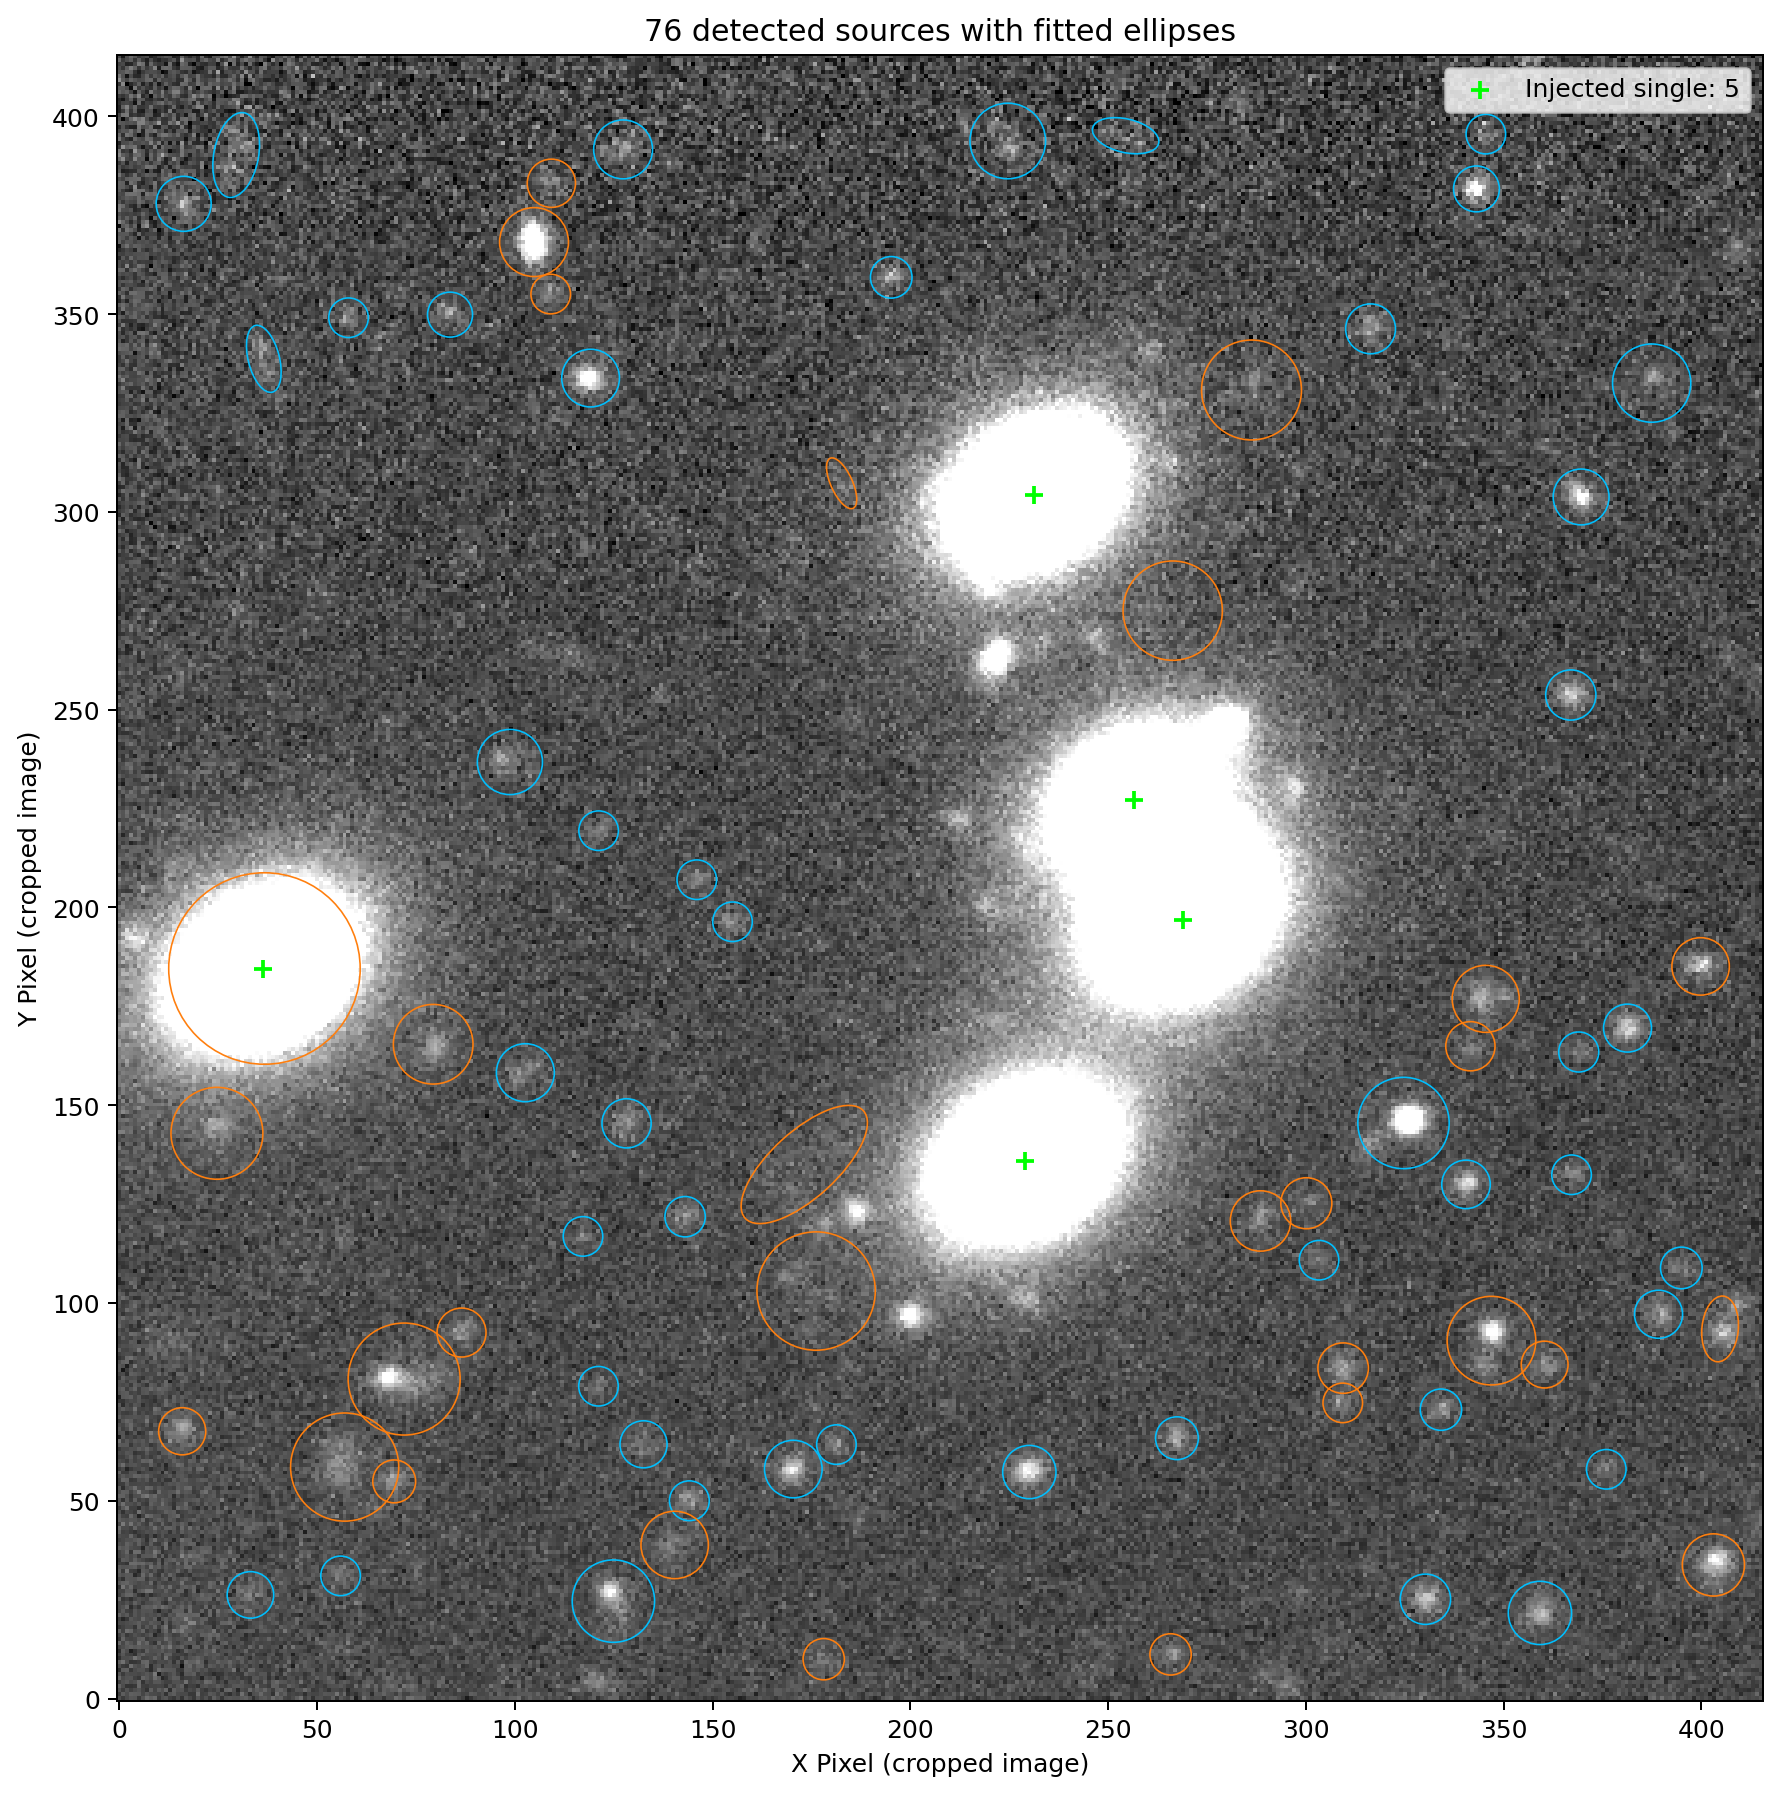 76 detected sources with fitted ellipses
Injected single: 5
400
350
300
250
200
150
100
50
0
Y Pixel (cropped image)
0 50 100 150 200 250 300 350 400
X Pixel (cropped image)